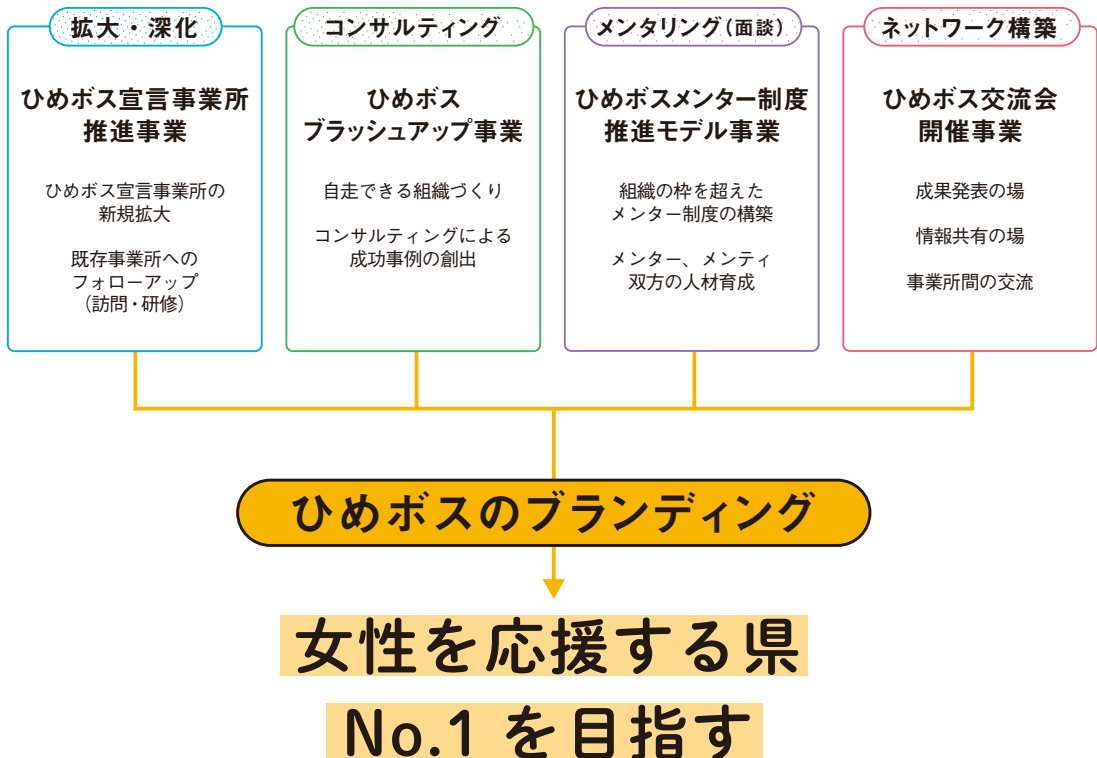 拡大・深化
ひめボス宣言事業所
推進事業
ひめボス宣言事業所の
新規拡大
既存事業所への
フォローアップ
（訪問・研修）
コンサルティング
ひめボス
ブラッシュアップ事業
自走できる組織づくり
コンサルティングによる
成功事例の創出
メンタリング（面談）
ひめボスメンター制度
推進モデル事業
組織の枠を超えた
メンター制度の構築
メンター、メンティ
双方の人材育成
ネットワーク構築
ひめボス交流会
開催事業
成果発表の場
情報共有の場
事業所間の交流
ひめボスのブランディング
女性を応援する県
No.1 を目指す